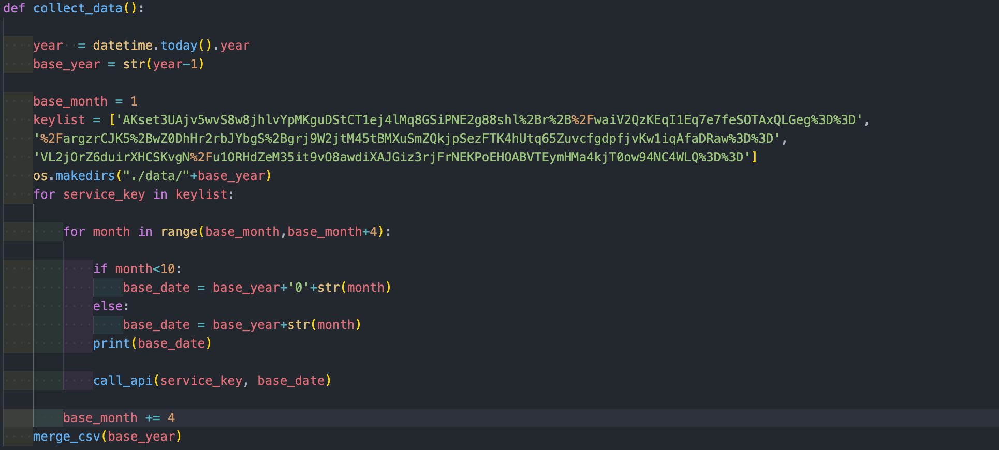 def collect_data():
year = datetime.today().year
base_year = str(year-1)
base_month = 1
keylist = ['AKset3UAjv5wvS8w8jhlvYpMKguDStCT1ej4lMq8GSiPNE2g88shl%2Br%2B%2FwaiV2QzKEqI1Eq7e7feSOTAxQLGeg%3D%3D',
'%2FargzrCJK5%2BwZ0DhHr2rbJYbgS%2Bgrj9W2jtM45tBMXuSmZQkjpSezFTK4hUtq65ZuvcfgdpfjvKw1iqAfaDRaw%3D%3D',
'VL2jOrZ6duirXHCSKvgN%2Fu1ORHdZeM35it9vO8awdiXAJGiz3rjFrNEKPoEHOABVTEymHMa4kjT0ow94NC4WLQ%3D%3D']
os.makedirs("./data/"+base_year)
for service_key in keylist:
for month in range(base_month,base_month+4):
if month<10:
base_date = base_year+'0'+str(month)
else:
base_date = base_year+str(month)
print(base_date)
call_api(service_key, base_date)
base_month += 4
merge_csv(base_year)